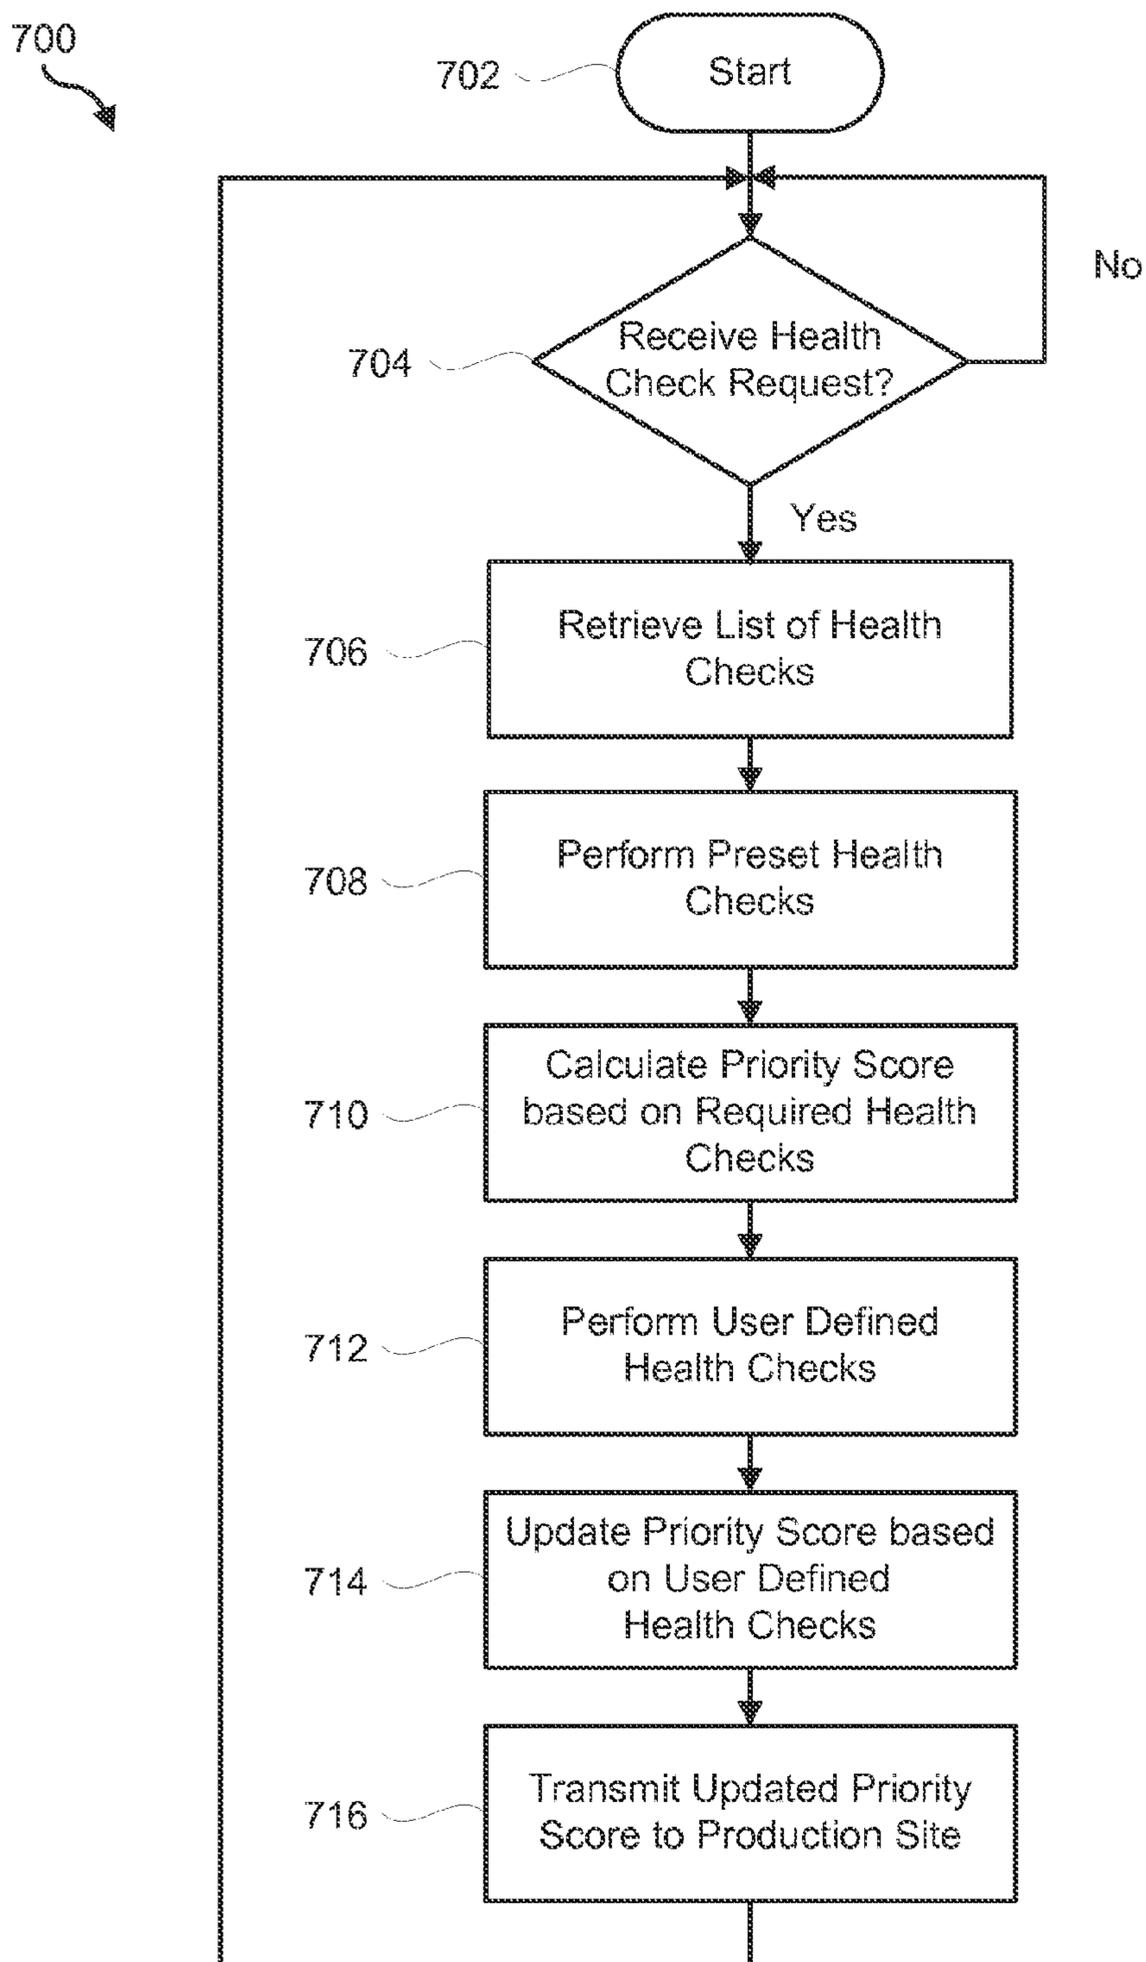 700
702
Start
No
704
Receive Health
Check Request?
Yes
706
Retrieve List of Health
Checks
708
Perform Preset Health
Checks
710
Calculate Priority Score
based on Required Health
Checks
712
Perform User Defined
Health Checks
714
Update Priority Score based
on User Defined
Health Checks
716
Transmit Updated Priority
Score to Production Site